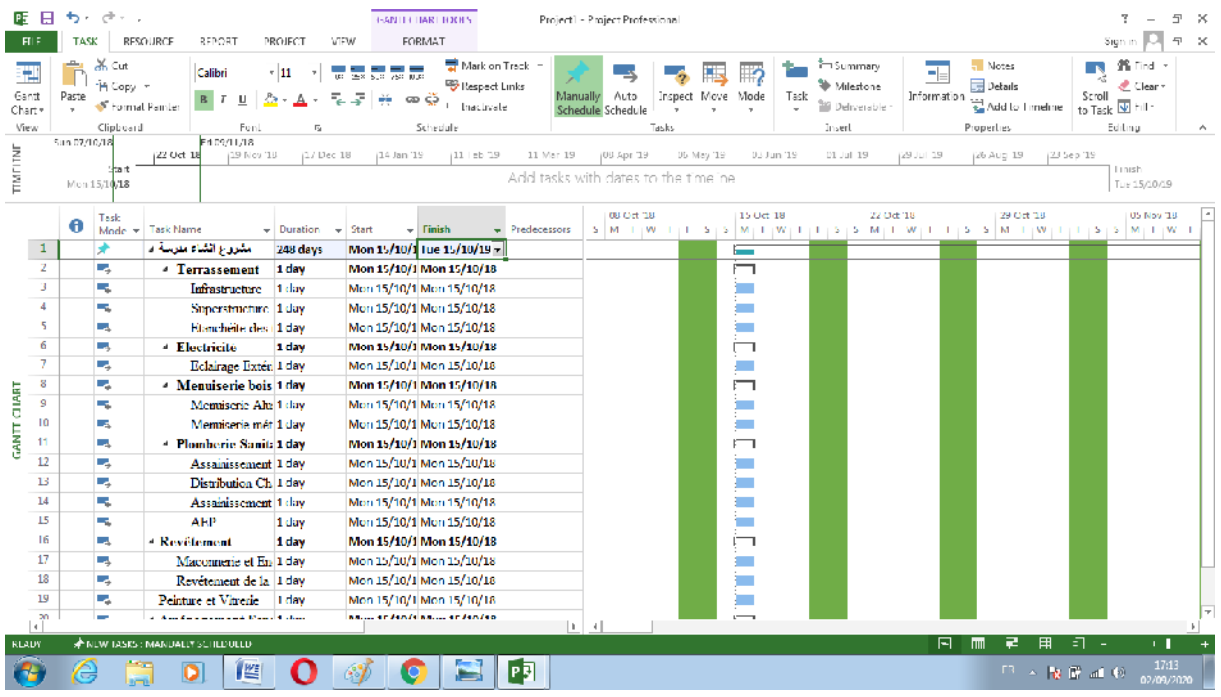 GANTT CHART TOOLS
Project1 - Project Professional
FILE TASK RESOURCE REPORT PROJECT VIEW FORMAT Sign in
Gantt Chart
View
Paste
Cut
Copy
Format Painter
Clipboard
Calibri 11
B I U A
Font
Mark on Track
Respect Links
Inactivate
Schedule
Manually Schedule
Auto Schedule
Inspect Move Mode
Tasks
Task
Summary
Milestone
Deliverable
Insert
Information
Notes
Details
Add to Timeline
Properties
Scroll to Task
Find
Clear
Fill
Editing
TIMELINE
Sun 07/10/18 Fri 09/11/18
22 Oct '18 19 Nov '18 17 Dec '18 14 Jan '19 11 Feb '19 11 Mar '19 08 Apr '19 06 May '19 03 Jun '19 01 Jul '19 29 Jul '19 26 Aug '19 23 Sep '19
Start
Mon 15/10/18
Add tasks with dates to the timeline
Finish
Tue 15/10/19
GANTT CHART
Task Mode Task Name Duration Start Finish Predecessors
08 Oct '18 15 Oct '18 22 Oct '18 29 Oct '18 05 Nov '18
S M T W T F S S M T W T F S S M T W T F S S M T W T F S S M T W T
1 مشروع انشاء مدرسة 248 days Mon 15/10/1 Tue 15/10/19
2 Terrassement 1 day Mon 15/10/1 Mon 15/10/18
3 Infrastructure 1 day Mon 15/10/1 Mon 15/10/18
4 Superstructure 1 day Mon 15/10/1 Mon 15/10/18
5 Etanchéite des 1 day Mon 15/10/1 Mon 15/10/18
6 Electricite 1 day Mon 15/10/1 Mon 15/10/18
7 Eclairage Extér 1 day Mon 15/10/1 Mon 15/10/18
8 Menuiserie bois 1 day Mon 15/10/1 Mon 15/10/18
9 Menuiserie Alu 1 day Mon 15/10/1 Mon 15/10/18
10 Menuiserie mét 1 day Mon 15/10/1 Mon 15/10/18
11 Plomberie Sanita 1 day Mon 15/10/1 Mon 15/10/18
12 Assainissement 1 day Mon 15/10/1 Mon 15/10/18
13 Distribution Ch 1 day Mon 15/10/1 Mon 15/10/18
14 Assainissement 1 day Mon 15/10/1 Mon 15/10/18
15 AEP 1 day Mon 15/10/1 Mon 15/10/18
16 Revêtement 1 day Mon 15/10/1 Mon 15/10/18
17 Maconnerie et En 1 day Mon 15/10/1 Mon 15/10/18
18 Revétement de la 1 day Mon 15/10/1 Mon 15/10/18
19 Peinture et Vitrerie 1 day Mon 15/10/1 Mon 15/10/18
20
READY NEW TASKS : MANUALLY SCHEDULED
17:13
02/09/2020